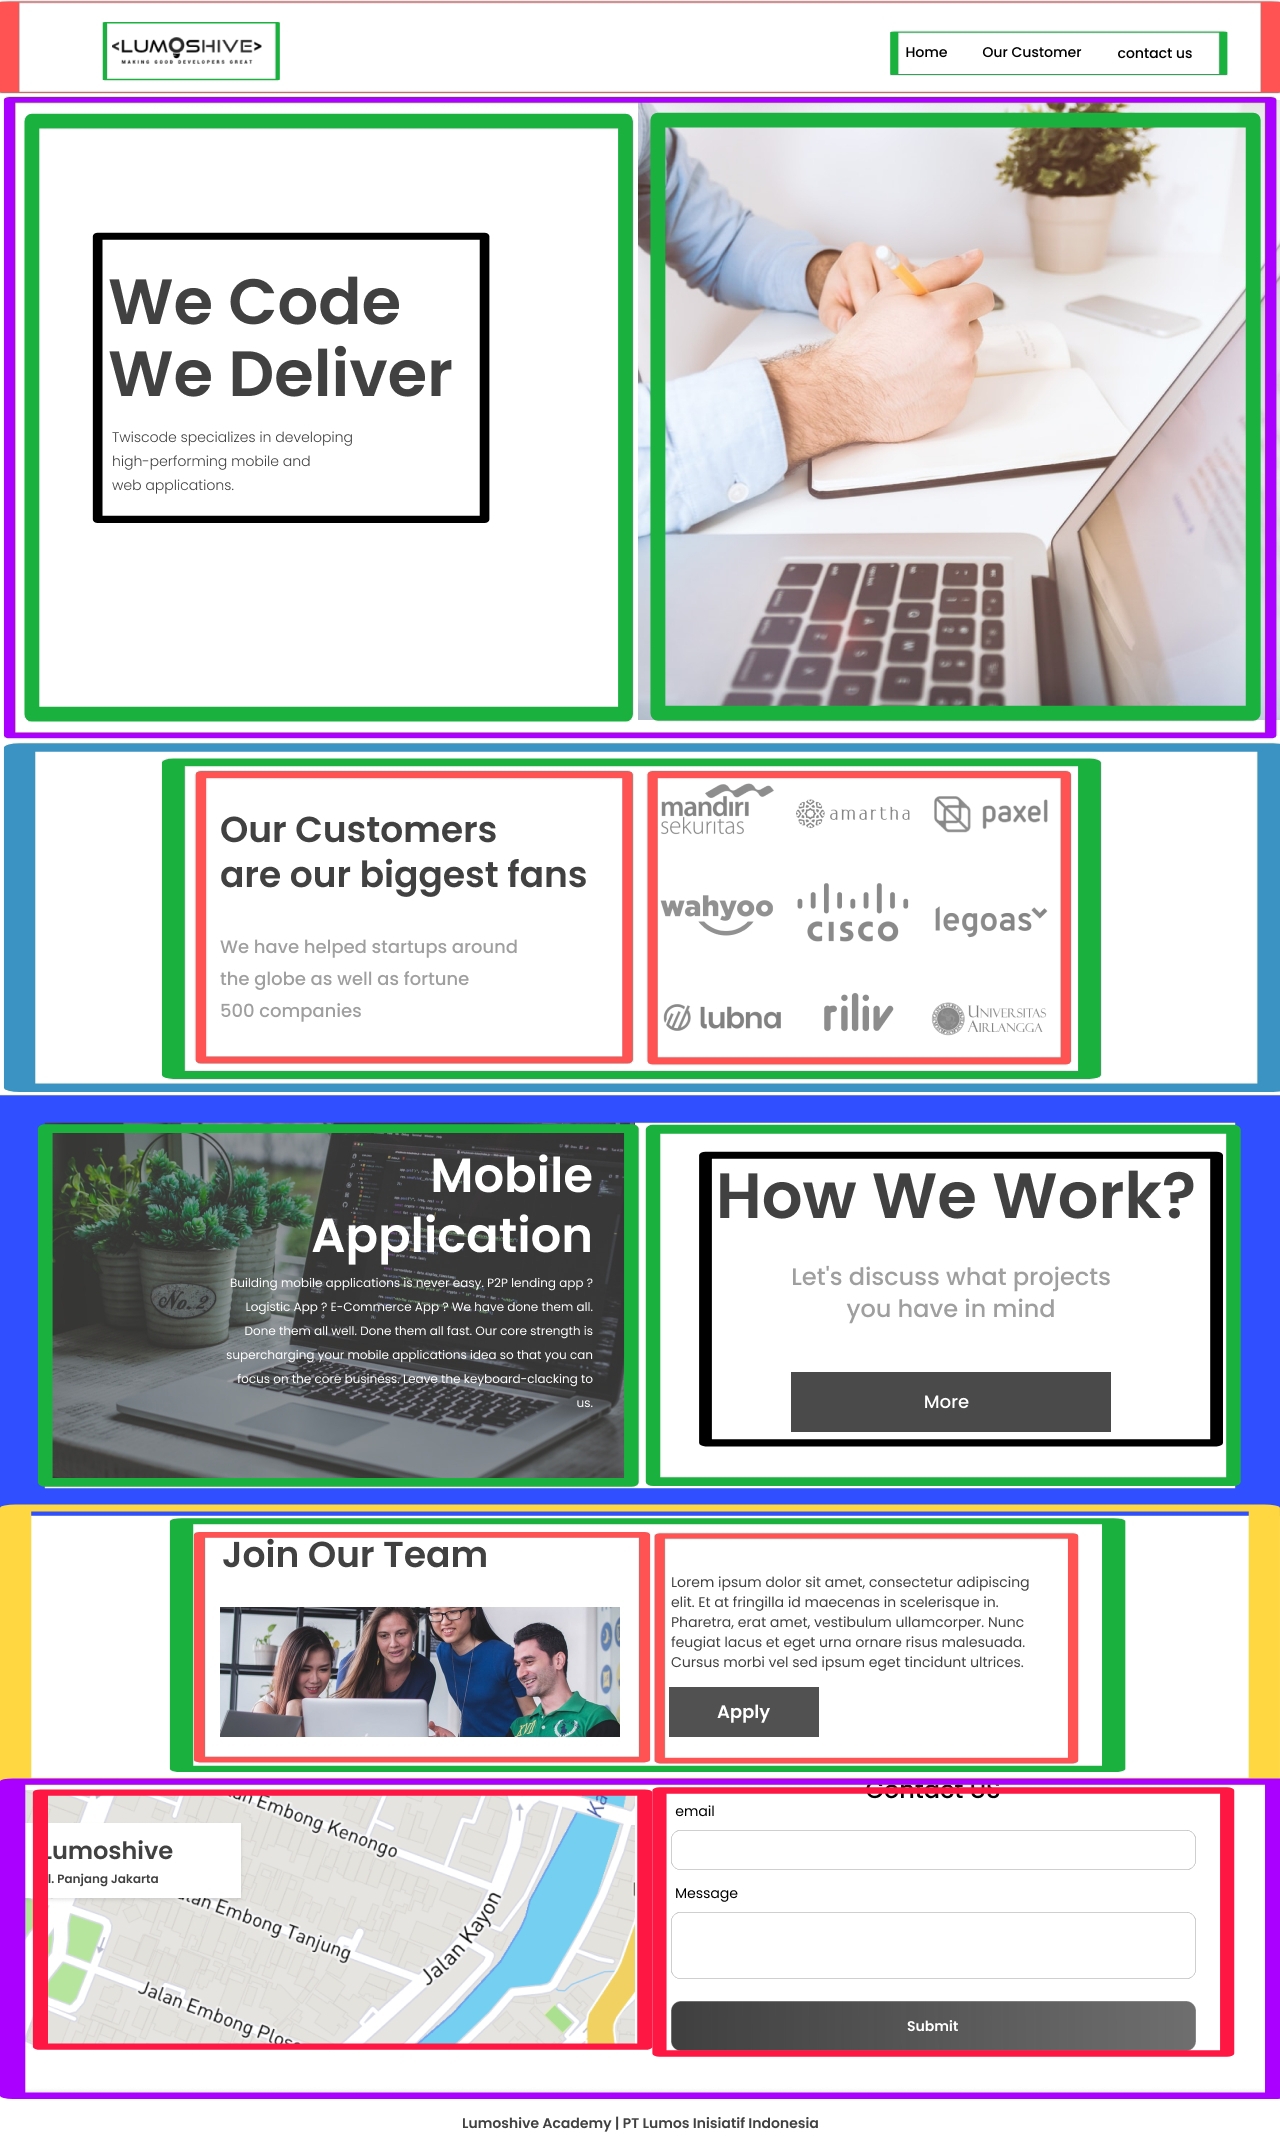 <LUMOSHIVE>
MAKING GOOD DEVELOPERS GREAT
Home
Our Customer
contact us
We Code
We Deliver
Twiscode specializes in developing
high-performing mobile and
web applications.
Our Customers
are our biggest fans
We have helped startups around
the globe as well as fortune
500 companies
mandiri
sekuritas
amartha
paxel
wahyoo
CISCO
legoas
lubna
riliv
UNIVERSITAS
AIRLANGGA
No. 2
Mobile
Application
Building mobile applications is never easy. P2P lending app ?
Logistic App ? E-Commerce App ? We have done them all.
Done them all well. Done them all fast. Our core strength is
supercharging your mobile applications idea so that you can
focus on the core business. Leave the keyboard-clacking to
us.
How We Work?
Let's discuss what projects
you have in mind
More
Join Our Team
Lorem ipsum dolor sit amet, consectetur adipiscing
elit. Et at fringilla id maecenas in scelerisque in.
Pharetra, erat amet, vestibulum ullamcorper. Nunc
feugiat lacus et eget urna ornare risus malesuada.
Cursus morbi vel sed ipsum eget tincidunt ultrices.
Apply
Embong Kenongo
Lumoshive
Jl. Panjang Jakarta
Jalan Embong Tanjung
Jalan Kayon
Jalan Embong Ploso
Contact US
email
Message
Submit
Lumoshive Academy | PT Lumos Inisiatif Indonesia